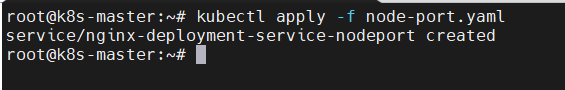 root@k8s-master:~# kubectl apply -f node-port.yaml
service/nginx-deployment-service-nodeport created
root@k8s-master:~#